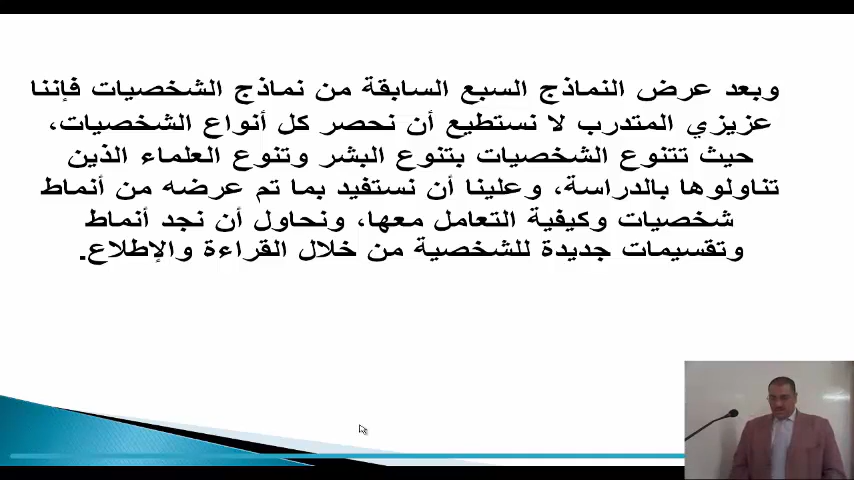 وبعد عرض النماذج السبع السابقة من نماذج الشخصيات فإننا
عزيزي المتدرب لا نستطيع أن نحصر كل أنواع الشخصيات،
حيث تتنوع الشخصيات بتنوع البشر وتنوع العلماء الذين
تناولوها بالدراسة، وعلينا أن نستفيد بما تم عرضه من أنماط
شخصيات وكيفية التعامل معها، ونحاول أن نجد أنماط
وتقسيمات جديدة للشخصية من خلال القراءة والإطلاع.